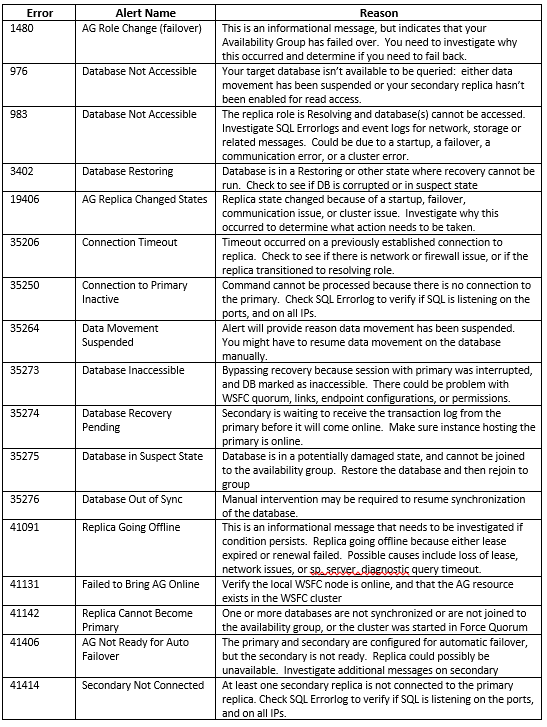 Error Alert Name Reason
1480 AG Role Change (failover) This is an informational message, but indicates that your
Availability Group has failed over. You need to investigate why
this occurred and determine if you need to fail back.
976 Database Not Accessible Your target database isn't available to be queried: either data
movement has been suspended or your secondary replica hasn't
been enabled for read access.
983 Database Not Accessible The replica role is Resolving and database(s) cannot be accessed.
Investigate SQL Errorlogs and event logs for network, storage or
related messages. Could be due to a startup, a failover, a
communication error, or a cluster error.
3402 Database Restoring Database is in a Restoring or other state where recovery cannot be
run. Check to see if DB is corrupted or in suspect state
19406 AG Replica Changed States Replica state changed because of a startup, failover,
communication issue, or cluster issue. Investigate why this
occurred to determine what action needs to be taken.
35206 Connection Timeout Timeout occurred on a previously established connection to
replica. Check to see if there is network or firewall issue, or if the
replica transitioned to resolving role.
35250 Connection to Primary Command cannot be processed because there is no connection to
Inactive the primary. Check SQL Errorlog to verify if SQL is listening on the
ports, and on all IPs.
35264 Data Movement Alert will provide reason data movement has been suspended.
Suspended You might have to resume data movement on the database
manually.
35273 Database Inaccessible Bypassing recovery because session with primary was interrupted,
and DB marked as inaccessible. There could be problem with
WSFC quorum, links, endpoint configurations, or permissions.
35274 Database Recovery Secondary is waiting to receive the transaction log from the
Pending primary before it will come online. Make sure instance hosting the
primary is online.
35275 Database in Suspect State Database is in a potentially damaged state, and cannot be joined
to the availability group. Restore the database and then rejoin to
group
35276 Database Out of Sync Manual intervention may be required to resume synchronization
of the database.
41091 Replica Going Offline This is an informational message that needs to be investigated if
condition persists. Replica going offline because either lease
expired or renewal failed. Possible causes include loss of lease,
network issues, or sp_server_diagnostic query timeout.
41131 Failed to Bring AG Online Verify the local WSFC node is online, and that the AG resource
exists in the WSFC cluster
41142 Replica Cannot Become One or more databases are not synchronized or are not joined to
Primary the availability group, or the cluster was started in Force Quorum
41406 AG Not Ready for Auto The primary and secondary are configured for automatic failover,
Failover but the secondary is not ready. Replica could possibly be
unavailable. Investigate additional messages on secondary
41414 Secondary Not Connected At least one secondary replica is not connected to the primary
replica. Check SQL Errorlog to verify if SQL is listening on the ports,
and on all IPs.